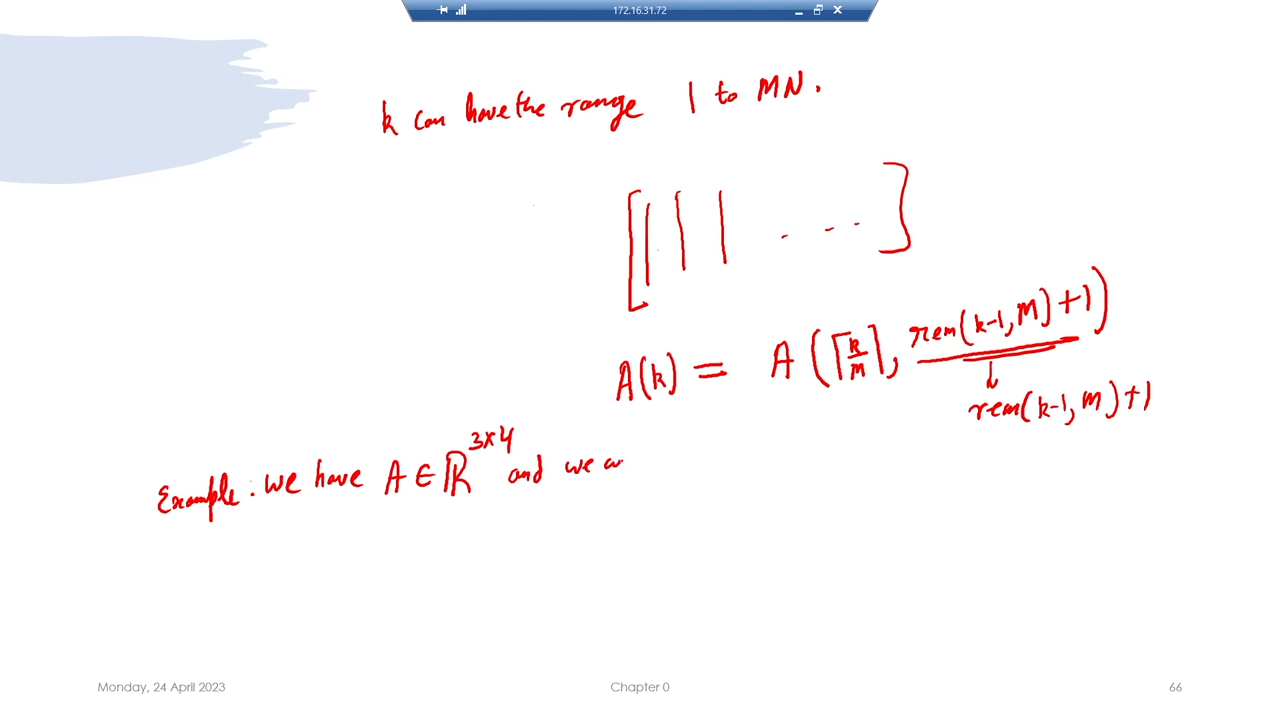 172.16.31.72
k can have the range 1 to MN.
[| | | . - - .]
A(k) = A(⌈k/M⌉, rem(k-1, M) + 1)
rem(k-1, M) + 1
Example: We have A ∈ ℝ^{3×4} and we w
Monday, 24 April 2023
Chapter 0
66